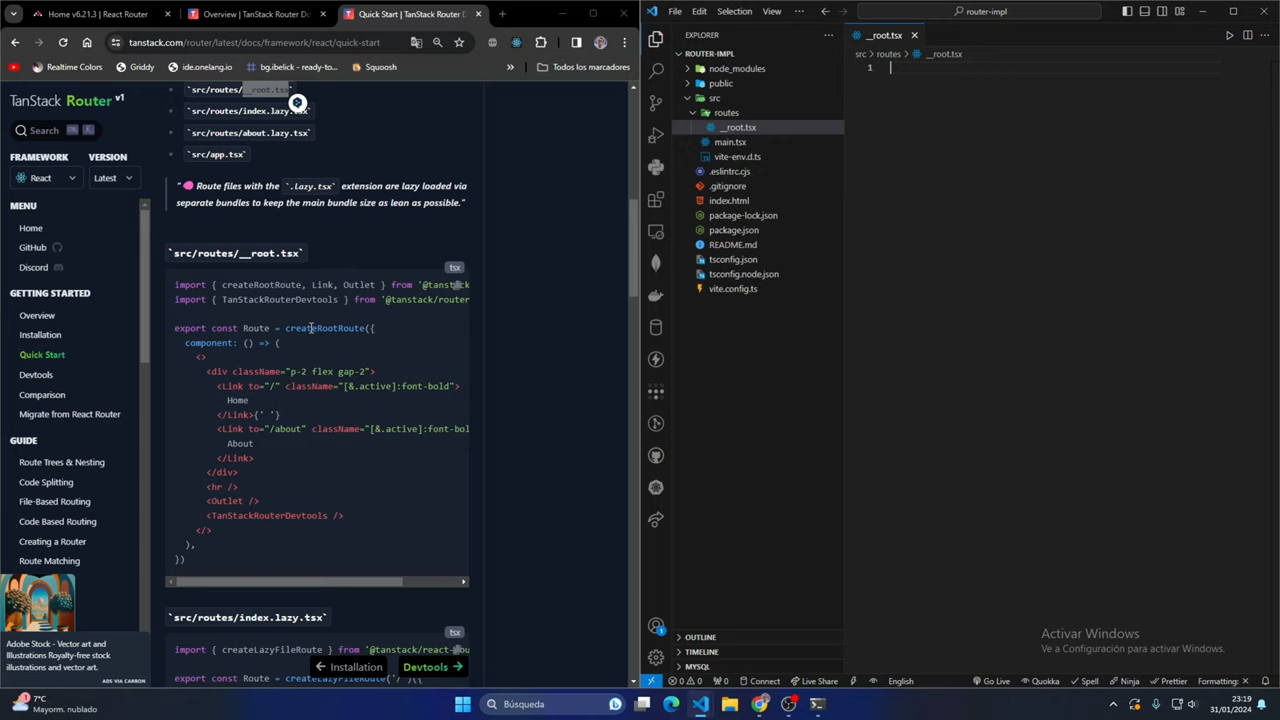 Home v6.21.3 | React Router
Overview | TanStack Router Do
Quick Start | TanStack Router D
tanstack.com/router/latest/docs/framework/react/quick-start
Realtime Colors
Griddy
ide.onelang.io
bg.ibelick - ready-to...
Squoosh
Todos los marcadores
TanStack Router v1
Search
FRAMEWORK
VERSION
React
Latest
MENU
Home
GitHub
Discord
GETTING STARTED
Overview
Installation
Quick Start
Devtools
Comparison
Migrate from React Router
GUIDE
Route Trees & Nesting
Code Splitting
File-Based Routing
Code Based Routing
Creating a Router
Route Matching
Adobe Stock - Vector art and
Illustrations Royalty-free stock
illustrations and vector art.
ADS VIA CARBON
`src/routes/__root.tsx`
`src/routes/index.lazy.tsx`
`src/routes/about.lazy.tsx`
`src/app.tsx`
" Route files with the `.lazy.tsx` extension are lazy loaded via
separate bundles to keep the main bundle size as lean as possible."
`src/routes/__root.tsx`
tsx
import { createRootRoute, Link, Outlet } from '@tanstack
import { TanStackRouterDevtools } from '@tanstack/router
export const Route = createRootRoute({
component: () => (
<>
<div className="p-2 flex gap-2">
<Link to="/" className="[&.active]:font-bold">
Home
</Link>{' '}
<Link to="/about" className="[&.active]:font-bol
About
</Link>
</div>
<hr />
<Outlet />
<TanStackRouterDevtools />
</>
),
})
`src/routes/index.lazy.tsx`
tsx
import { createLazyFileRoute } from '@tanstack/react-rou
export const Route = createLazyFileRoute('/')({
Installation
Devtools
File
Edit
Selection
View
router-impl
EXPLORER
ROUTER-IMPL
node_modules
public
src
routes
__root.tsx
main.tsx
vite-env.d.ts
.eslintrc.cjs
.gitignore
index.html
package-lock.json
package.json
README.md
tsconfig.json
tsconfig.node.json
vite.config.ts
OUTLINE
TIMELINE
MYSQL
1
__root.tsx
src > routes > __root.tsx
1
Activar Windows
Ve a Configuración para activar Windows.
0 0
0
Connect
Live Share
English
Go Live
Quokka
Spell
Ninja
Prettier
Formatting:
7°C
Mayorm. nublado
Búsqueda
23:19
31/01/2024